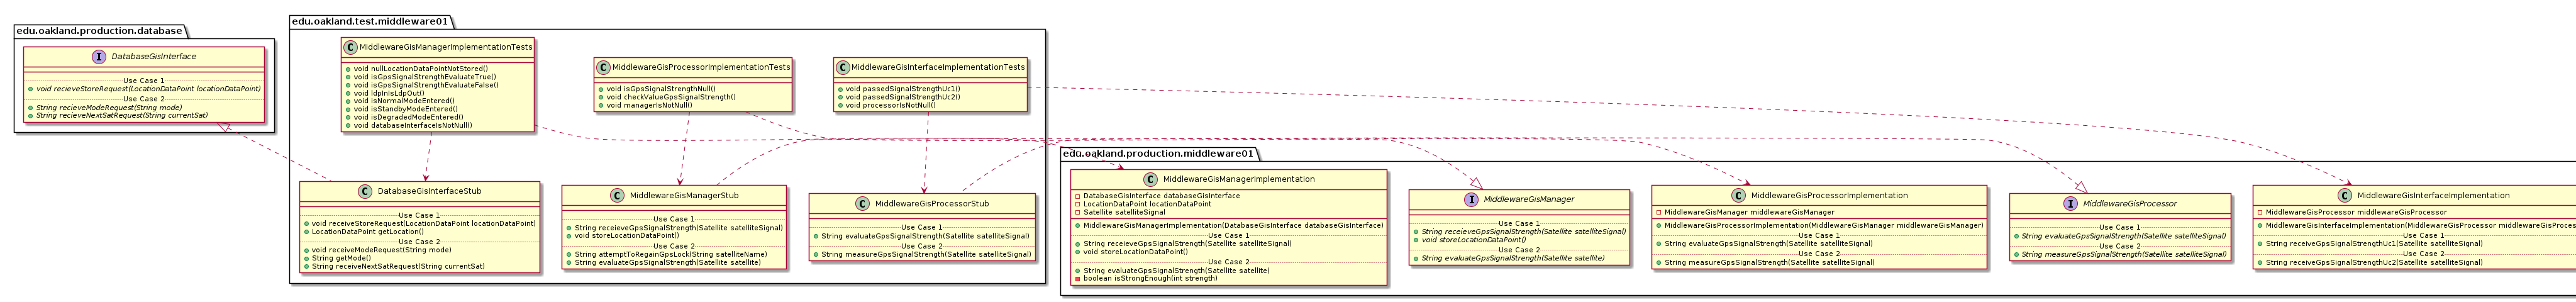 edu.oakland.production.database
I DatabaseGisInterface
Use Case 1
void recieveStoreRequest(LocationDataPoint locationDataPoint)
Use Case 2
String recieveModeRequest(String mode)
String recieveNextSatRequest(String currentSat)
edu.oakland.test.middleware01
C MiddlewareGisManagerImplementationTests
void nullLocationDataPointNotStored()
void isGpsSignalStrengthEvaluateTrue()
void isGpsSignalStrengthEvaluateFalse()
void ldpInIsLdpOut()
void isNormalModeEntered()
void isStandbyModeEntered()
void isDegradedModeEntered()
void databaseInterfaceIsNotNull()
C MiddlewareGisProcessorImplementationTests
void isGpsSignalStrengthNull()
void checkValueGpsSignalStrength()
void managerIsNotNull()
C MiddlewareGisInterfaceImplementationTests
void passedSignalStrengthUc1()
void passedSignalStrengthUc2()
void processorIsNotNull()
C DatabaseGisInterfaceStub
Use Case 1
void receiveStoreRequest(LocationDataPoint locationDataPoint)
LocationDataPoint getLocation()
Use Case 2
void receiveModeRequest(String mode)
String getMode()
String receiveNextSatRequest(String currentSat)
C MiddlewareGisManagerStub
Use Case 1
String receieveGpsSignalStrength(Satellite satelliteSignal)
void storeLocationDataPoint()
Use Case 2
String attemptToRegainGpsLock(String satelliteName)
String evaluateGpsSignalStrength(Satellite satellite)
C MiddlewareGisProcessorStub
Use Case 1
String evaluateGpsSignalStrength(Satellite satelliteSignal)
Use Case 2
String measureGpsSignalStrength(Satellite satelliteSignal)
edu.oakland.production.middleware01
C MiddlewareGisManagerImplementation
DatabaseGisInterface databaseGisInterface
LocationDataPoint locationDataPoint
Satellite satelliteSignal
MiddlewareGisManagerImplementation(DatabaseGisInterface databaseGisInterface)
Use Case 1
String receieveGpsSignalStrength(Satellite satelliteSignal)
void storeLocationDataPoint()
Use Case 2
String evaluateGpsSignalStrength(Satellite satellite)
boolean isStrongEnough(int strength)
I MiddlewareGisManager
Use Case 1
String receieveGpsSignalStrength(Satellite satelliteSignal)
void storeLocationDataPoint()
Use Case 2
String evaluateGpsSignalStrength(Satellite satellite)
C MiddlewareGisProcessorImplementation
MiddlewareGisManager middlewareGisManager
MiddlewareGisProcessorImplementation(MiddlewareGisManager middlewareGisManager)
Use Case 1
String evaluateGpsSignalStrength(Satellite satelliteSignal)
Use Case 2
String measureGpsSignalStrength(Satellite satelliteSignal)
I MiddlewareGisProcessor
Use Case 1
String evaluateGpsSignalStrength(Satellite satelliteSignal)
Use Case 2
String measureGpsSignalStrength(Satellite satelliteSignal)
C MiddlewareGisInterfaceImplementation
MiddlewareGisProcessor middlewareGisProcessor
MiddlewareGisInterfaceImplementation(MiddlewareGisProcessor middlewareGisProces
Use Case 1
String receiveGpsSignalStrengthUc1(Satellite satelliteSignal)
Use Case 2
String receiveGpsSignalStrengthUc2(Satellite satelliteSignal)